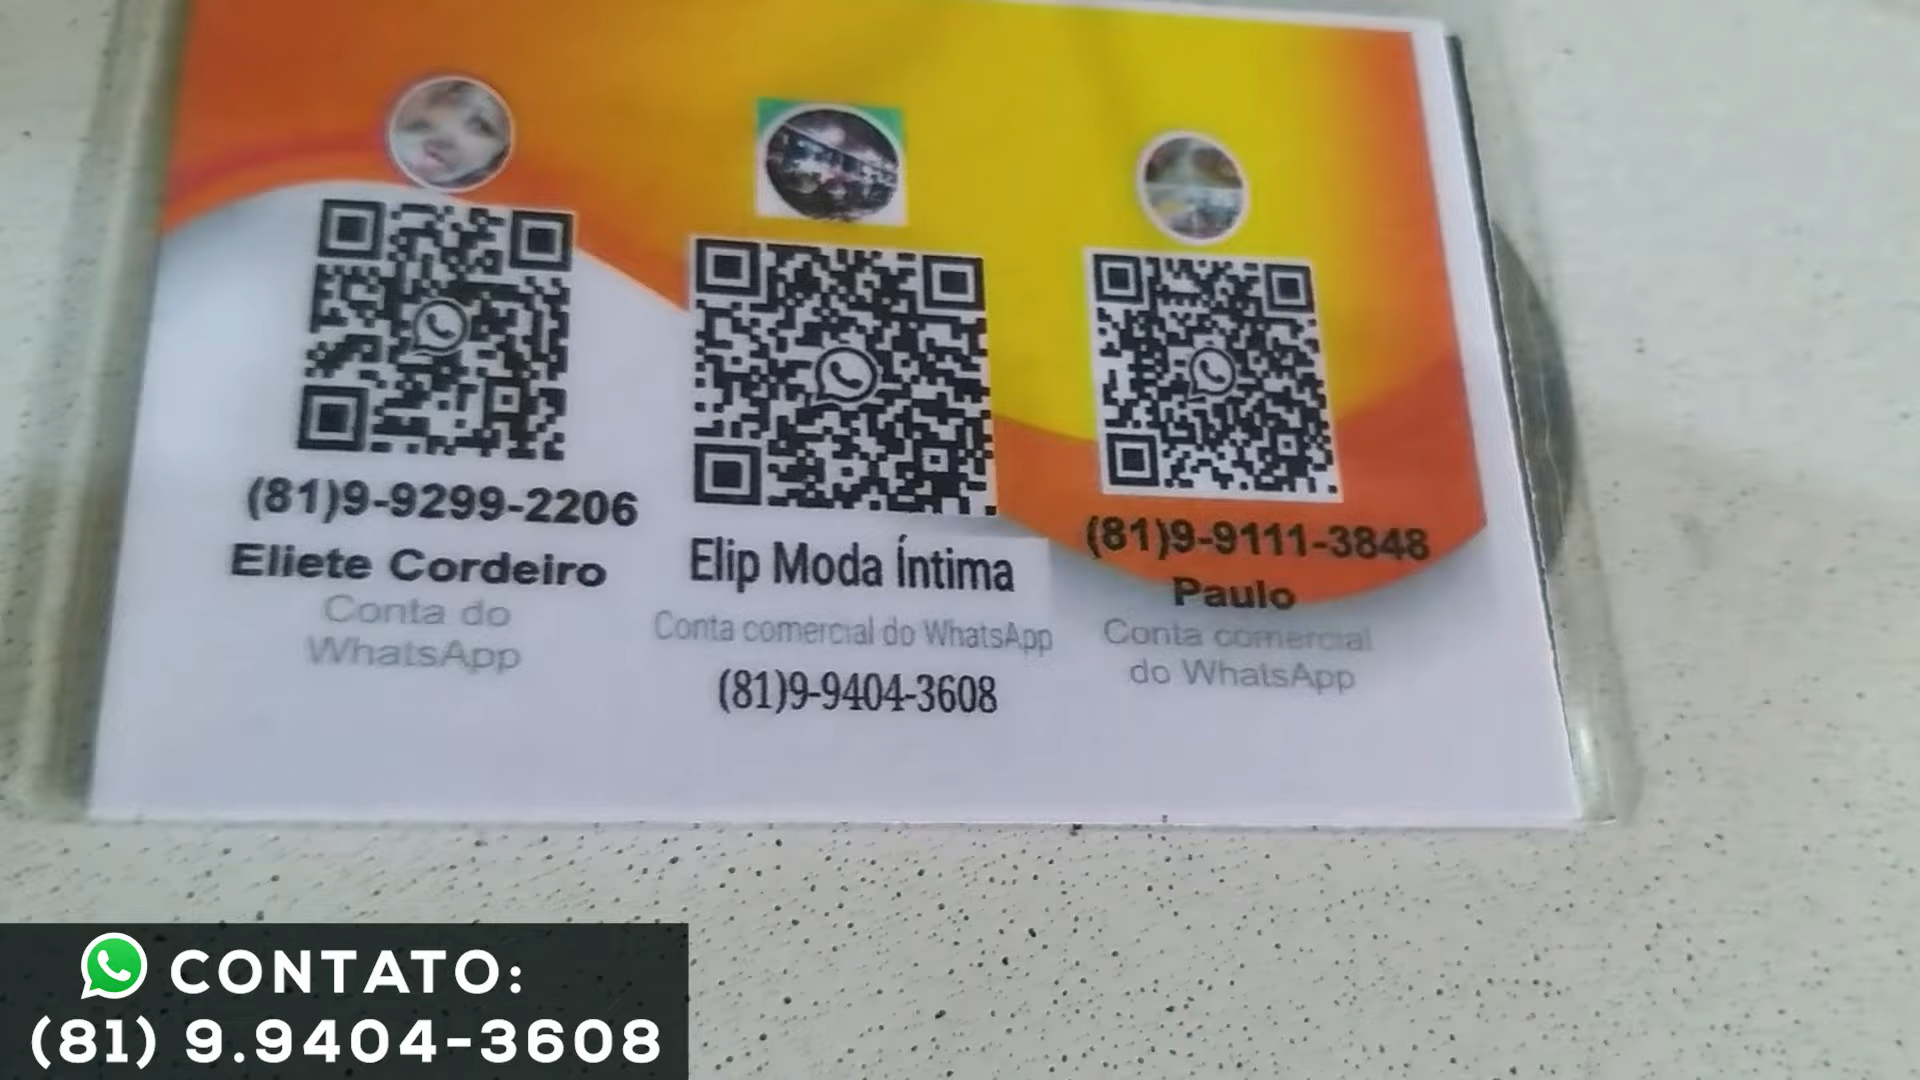 (81)9-9299-2206
Eliete Cordeiro
Conta do
WhatsApp
Elip Moda Íntima
Conta comercial do WhatsApp
(81)9-9404-3608
(81)9-9111-3848
Paulo
Conta comercial
do WhatsApp
CONTATO:
(81) 9.9404-3608